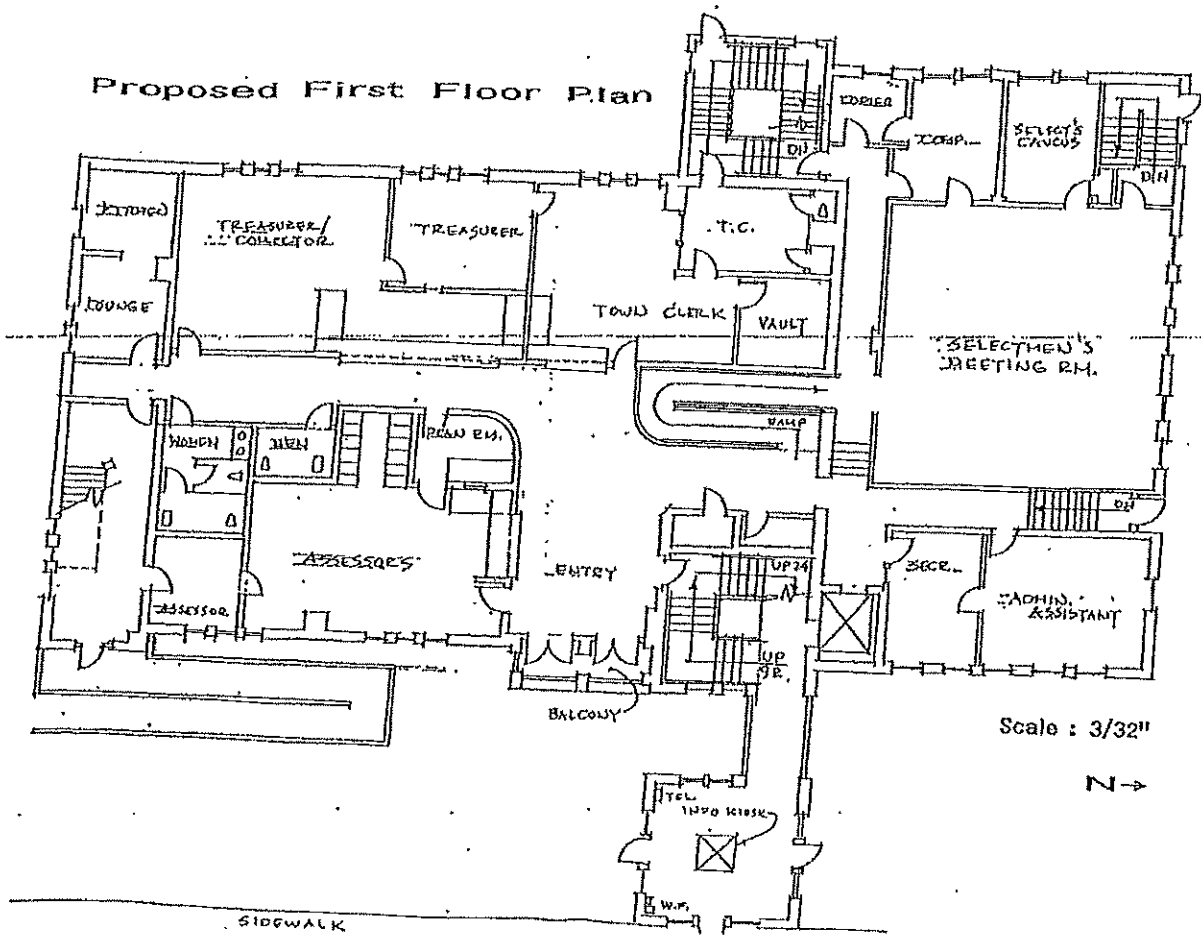 Proposed First Floor Plan
COPIER
COMP.
SELECT'S
CAUCUS
DN
DN
KITCHEN
TREASURER/
COLLECTOR
TREASURER
T.C.
LOUNGE
TOWN CLERK
VAULT
SELECTMEN'S
MEETING RM.
RAMP
WOMEN
MEN
PLAN RM.
DN
ASSESSORS
ENTRY
UP 24
SECR.
ADMIN.
ASSISTANT
ASSESSOR
UP
9R.
BALCONY
Scale : 3/32"
N →
TEL.
INFO KIOSK
W.F.
SIDEWALK